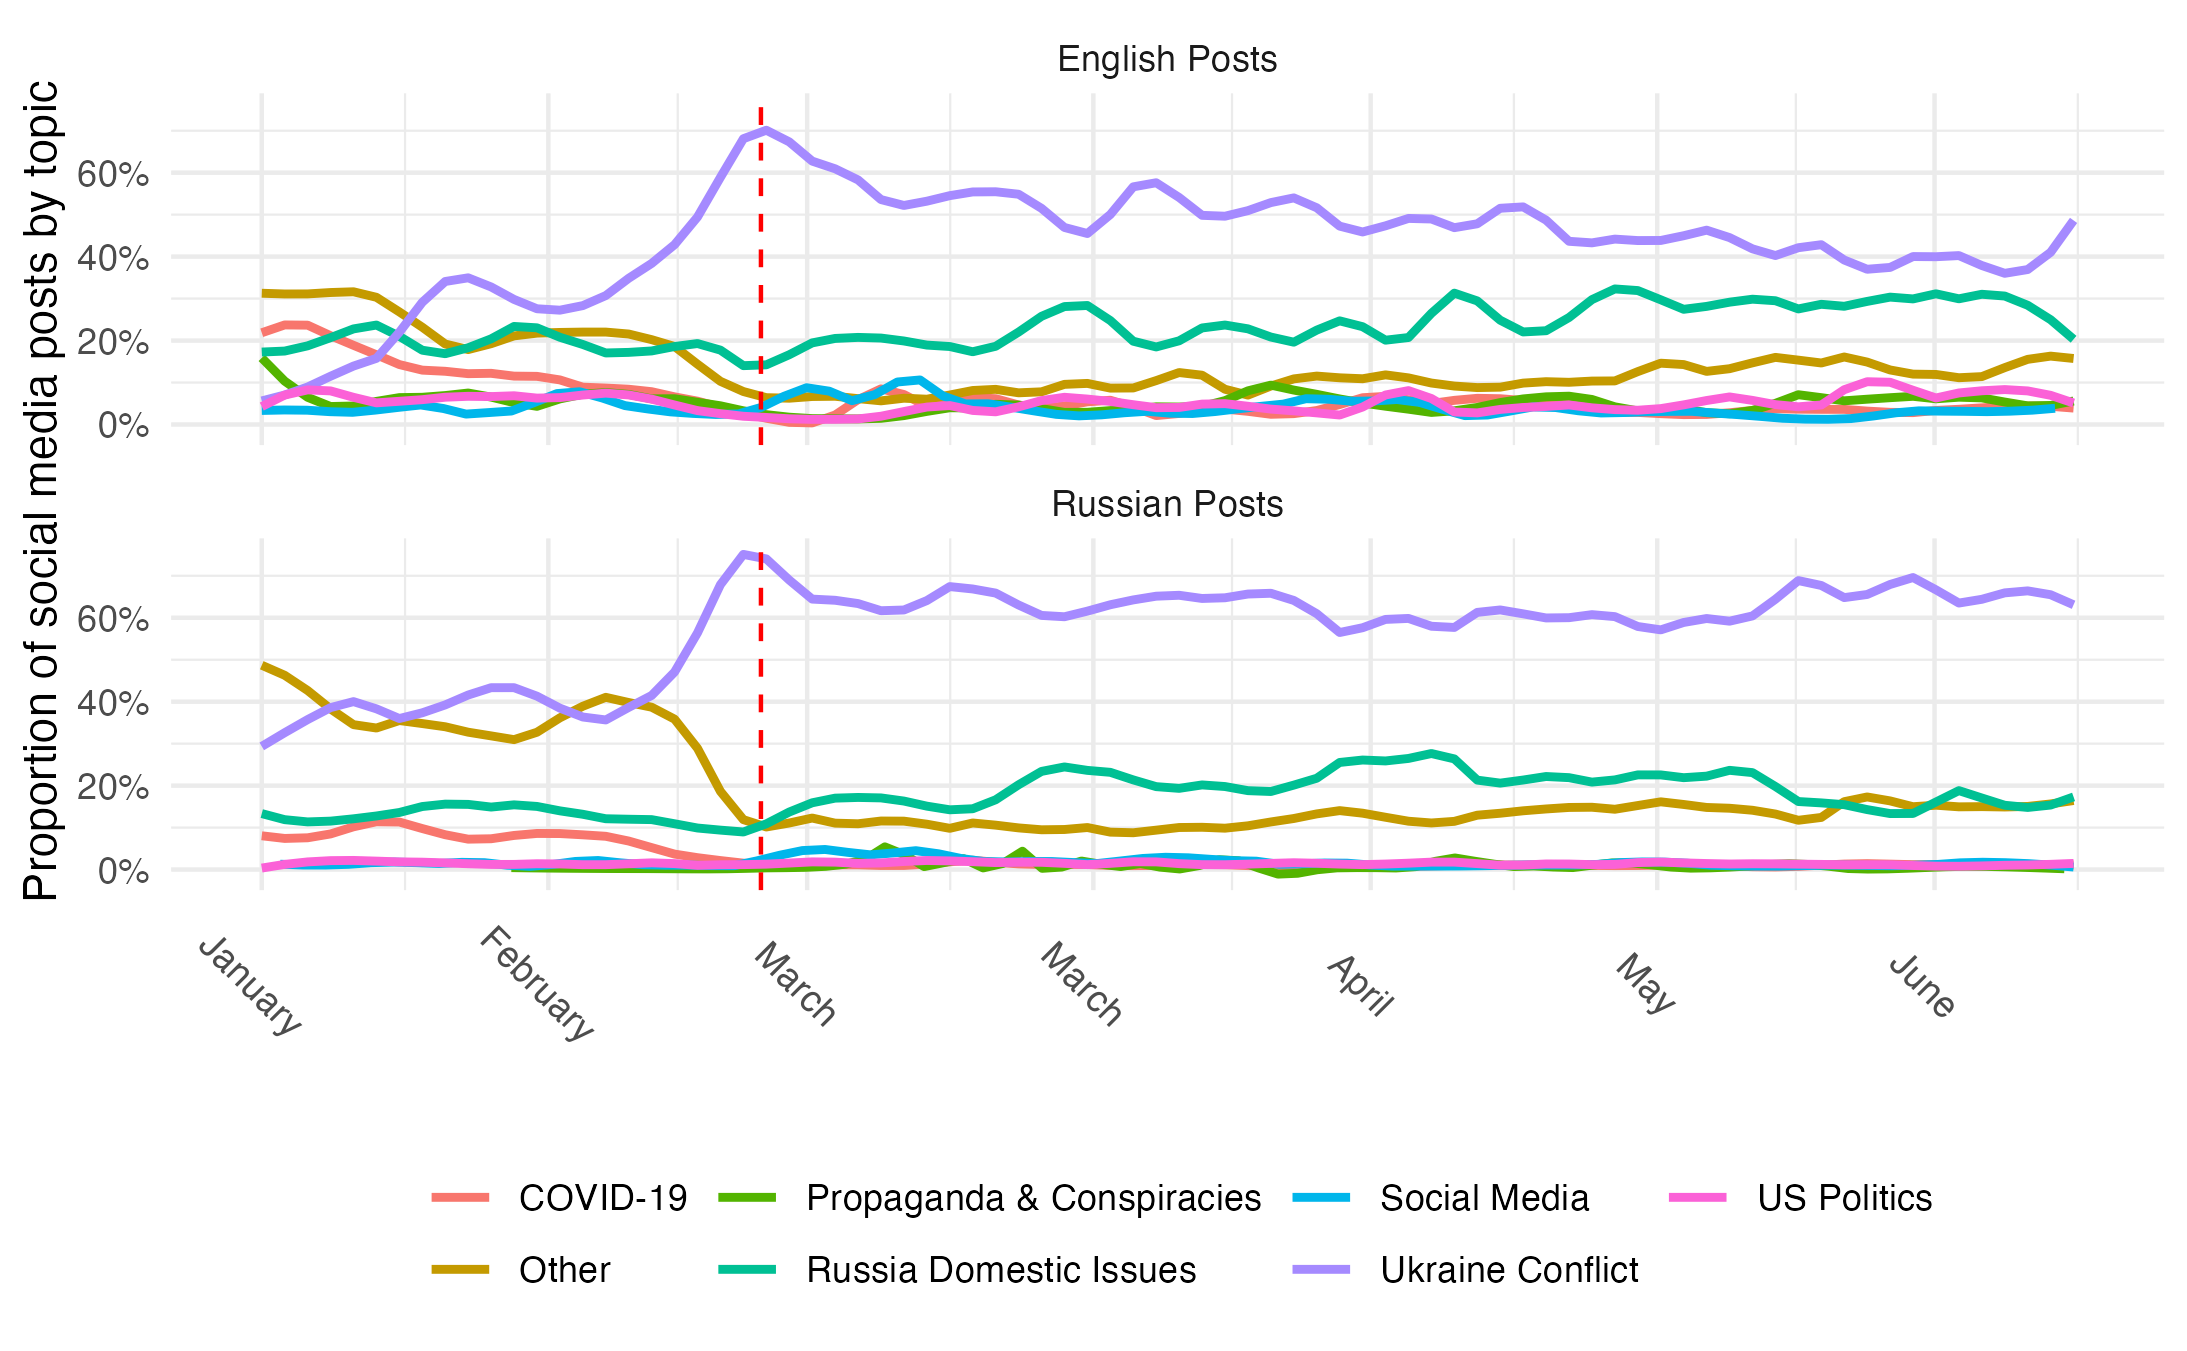 English Posts
Proportion of social media posts by topic
60%
40%
20%
0%
Russian Posts
60%
40%
20%
0%
January
February
March
March
April
May
June
COVID-19
Propaganda & Conspiracies
Social Media
US Politics
Other
Russia Domestic Issues
Ukraine Conflict